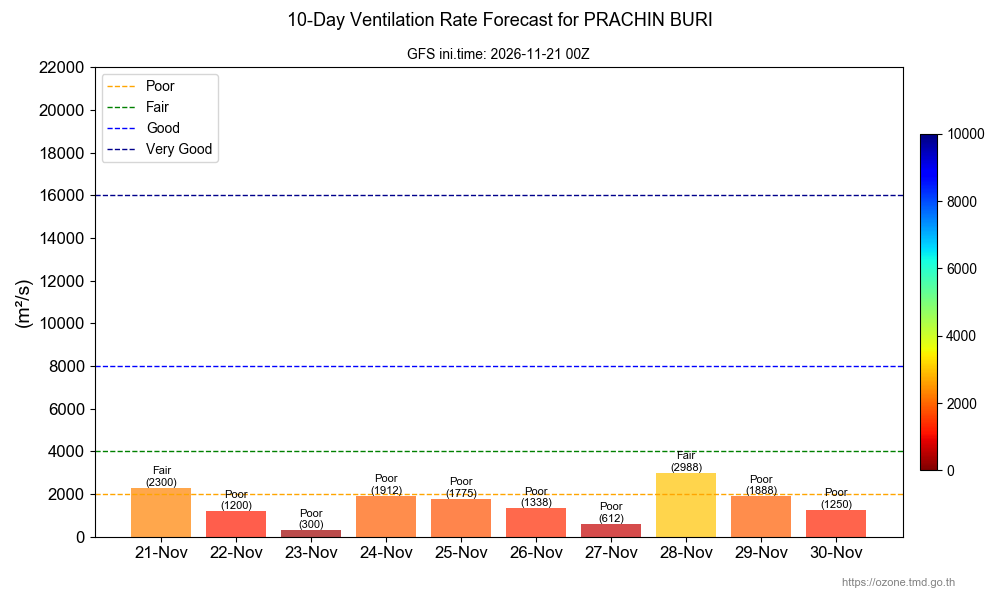 10-Day Ventilation Rate Forecast for PRACHIN BURI
GFS ini.time: 2026-11-21 00Z
(m²/s)
22000
20000
18000
16000
14000
12000
10000
8000
6000
4000
2000
0
Poor
Fair
Good
Very Good
Fair
(2300)
Poor
(1200)
Poor
(300)
Poor
(1912)
Poor
(1775)
Poor
(1338)
Poor
(612)
Fair
(2988)
Poor
(1888)
Poor
(1250)
21-Nov
22-Nov
23-Nov
24-Nov
25-Nov
26-Nov
27-Nov
28-Nov
29-Nov
30-Nov
10000
8000
6000
4000
2000
0
https://ozone.tmd.go.th